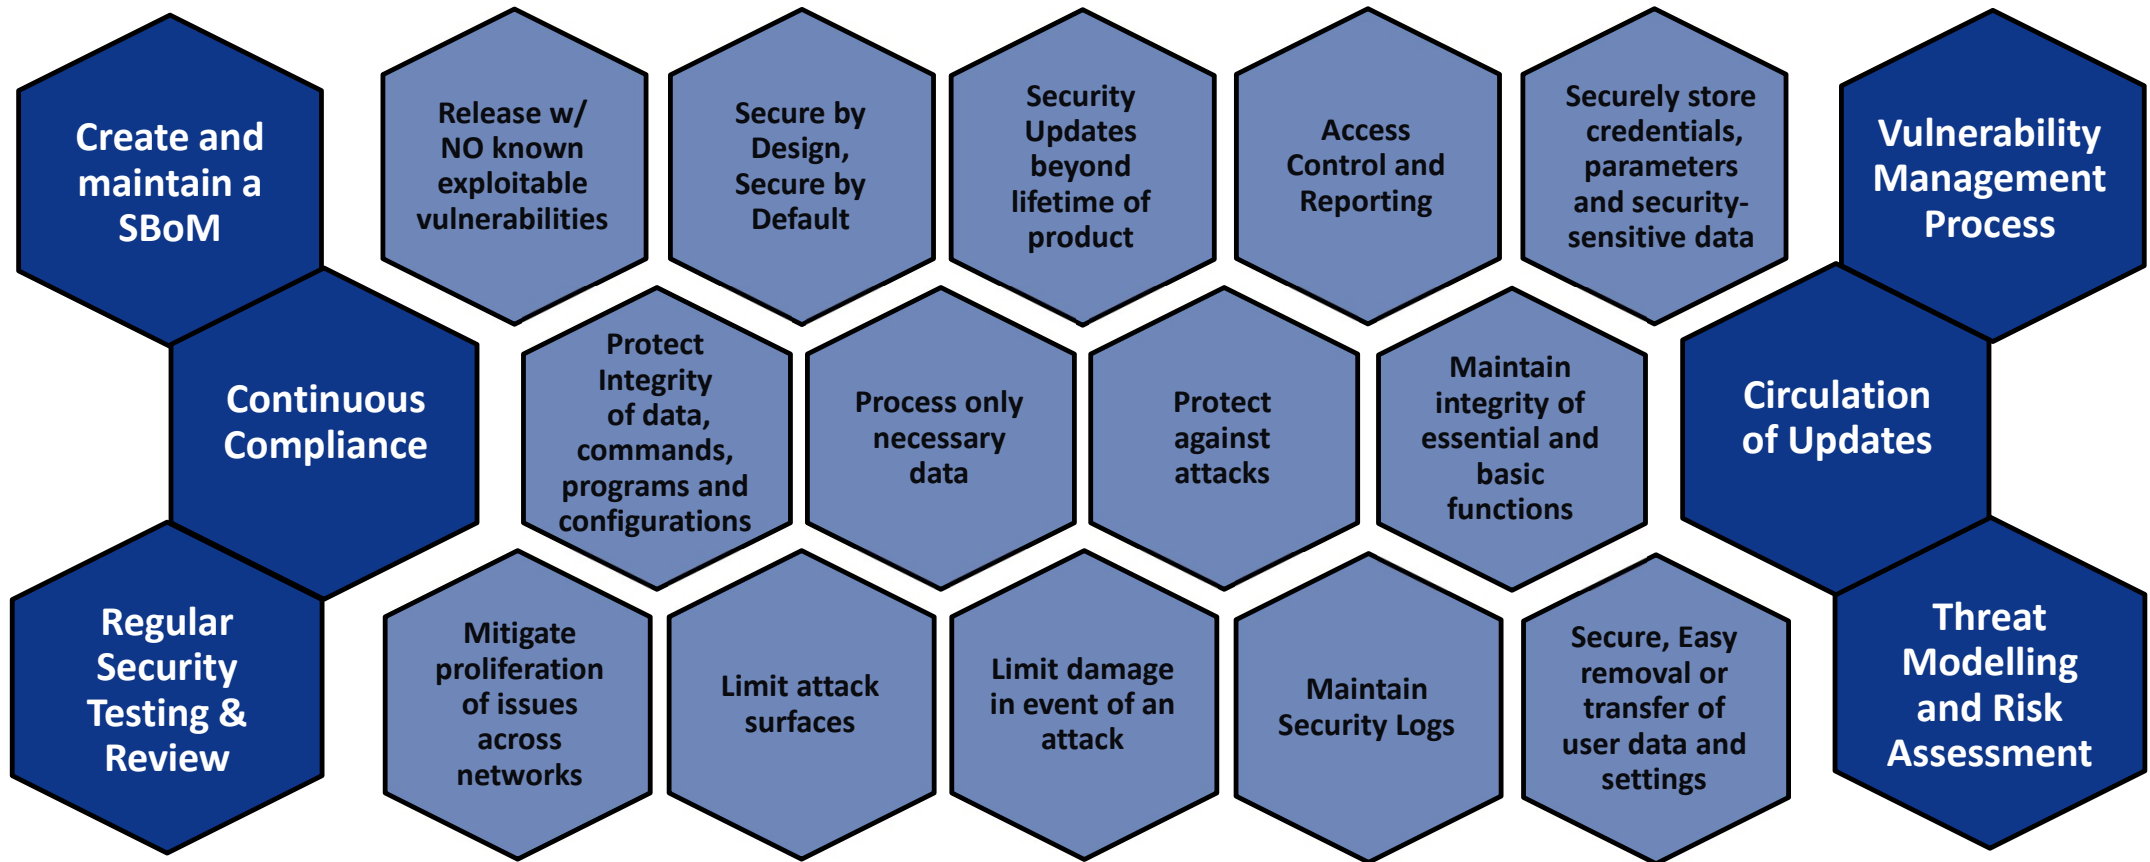 Create and
maintain a
SBoM
Release w/
NO known
exploitable
vulnerabilities
Secure by
Design,
Secure by
Default
Security
Updates
beyond
lifetime of
product
Access
Control and
Reporting
Securely store
credentials,
parameters
and security-
sensitive data
Vulnerability
Management
Process
Continuous
Compliance
Protect
Integrity
of data,
commands,
programs and
configurations
Process only
necessary
data
Protect
against
attacks
Maintain
integrity of
essential and
basic
functions
Circulation
of Updates
Regular
Security
Testing &
Review
Mitigate
proliferation
of issues
across
networks
Limit attack
surfaces
Limit damage
in event of an
attack
Maintain
Security Logs
Secure, Easy
removal or
transfer of
user data and
settings
Threat
Modelling
and Risk
Assessment